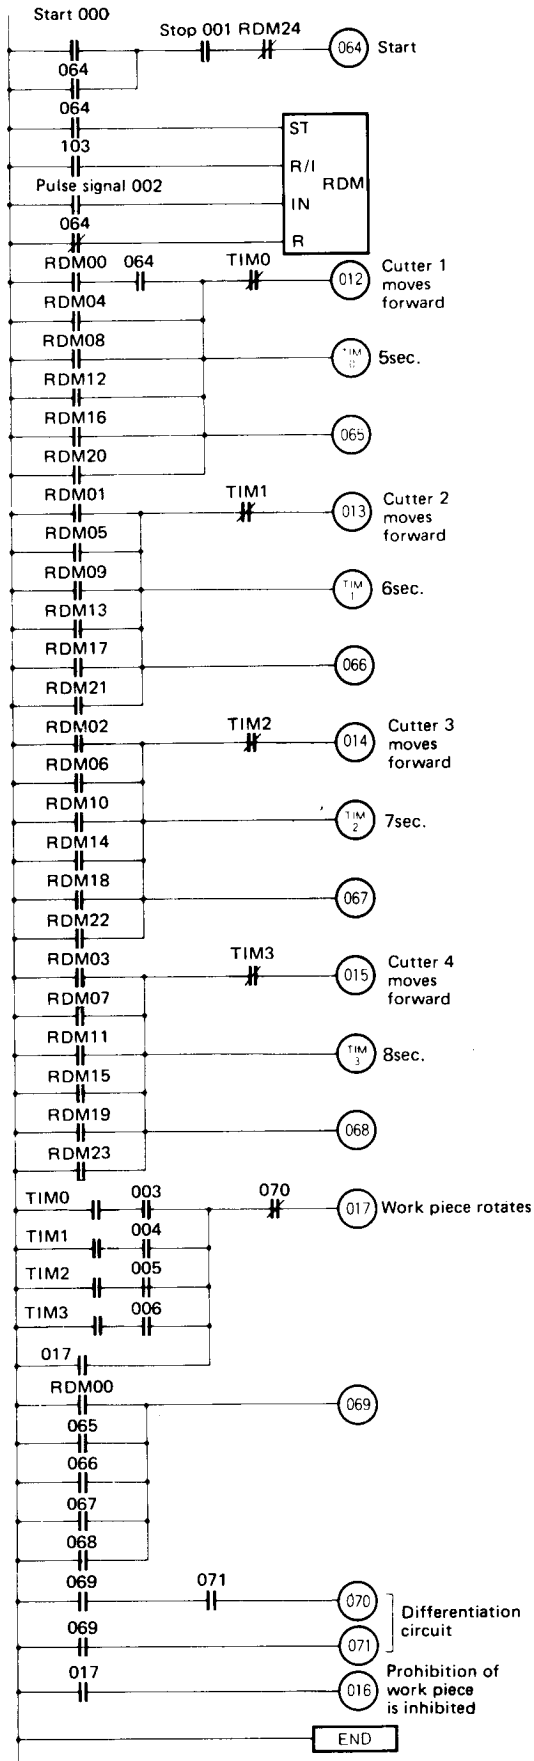 Start 000
Stop 001 RDM24
064 Start
064
064
ST
103
R/I
RDM
Pulse signal 002
IN
064
R
RDM00 064 TIM0
012 Cutter 1
moves
forward
RDM04
RDM08
TIM
0 5sec.
RDM12
RDM16
065
RDM20
RDM01 TIM1
013 Cutter 2
moves
forward
RDM05
RDM09
TIM
1 6sec.
RDM13
RDM17
066
RDM21
RDM02 TIM2
014 Cutter 3
moves
forward
RDM06
RDM10
TIM
2 7sec.
RDM14
RDM18
067
RDM22
RDM03 TIM3
015 Cutter 4
moves
forward
RDM07
RDM11
TIM
3 8sec.
RDM15
RDM19
068
RDM23
TIM0 003 070
017 Work piece rotates
TIM1 004
TIM2 005
TIM3 006
017
RDM00
069
065
066
067
068
069 071
070
Differentiation
circuit
069
071
017
016 Prohibition of
work piece
is inhibited
END